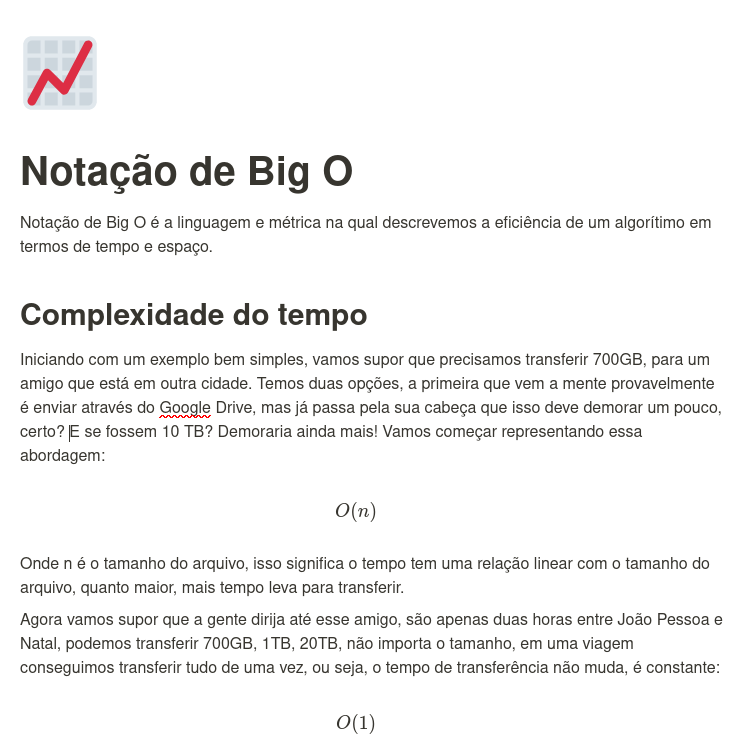 Notação de Big O
Notação de Big O é a linguagem e métrica na qual descrevemos a eficiência de um algorítimo em
termos de tempo e espaço.
Complexidade do tempo
Iniciando com um exemplo bem simples, vamos supor que precisamos transferir 700GB, para um
amigo que está em outra cidade. Temos duas opções, a primeira que vem a mente provavelmente
é enviar através do Google Drive, mas já passa pela sua cabeça que isso deve demorar um pouco,
certo? E se fossem 10 TB? Demoraria ainda mais! Vamos começar representando essa
abordagem:
O(n)
Onde n é o tamanho do arquivo, isso significa o tempo tem uma relação linear com o tamanho do
arquivo, quanto maior, mais tempo leva para transferir.
Agora vamos supor que a gente dirija até esse amigo, são apenas duas horas entre João Pessoa e
Natal, podemos transferir 700GB, 1TB, 20TB, não importa o tamanho, em uma viagem
conseguimos transferir tudo de uma vez, ou seja, o tempo de transferência não muda, é constante:
O(1)